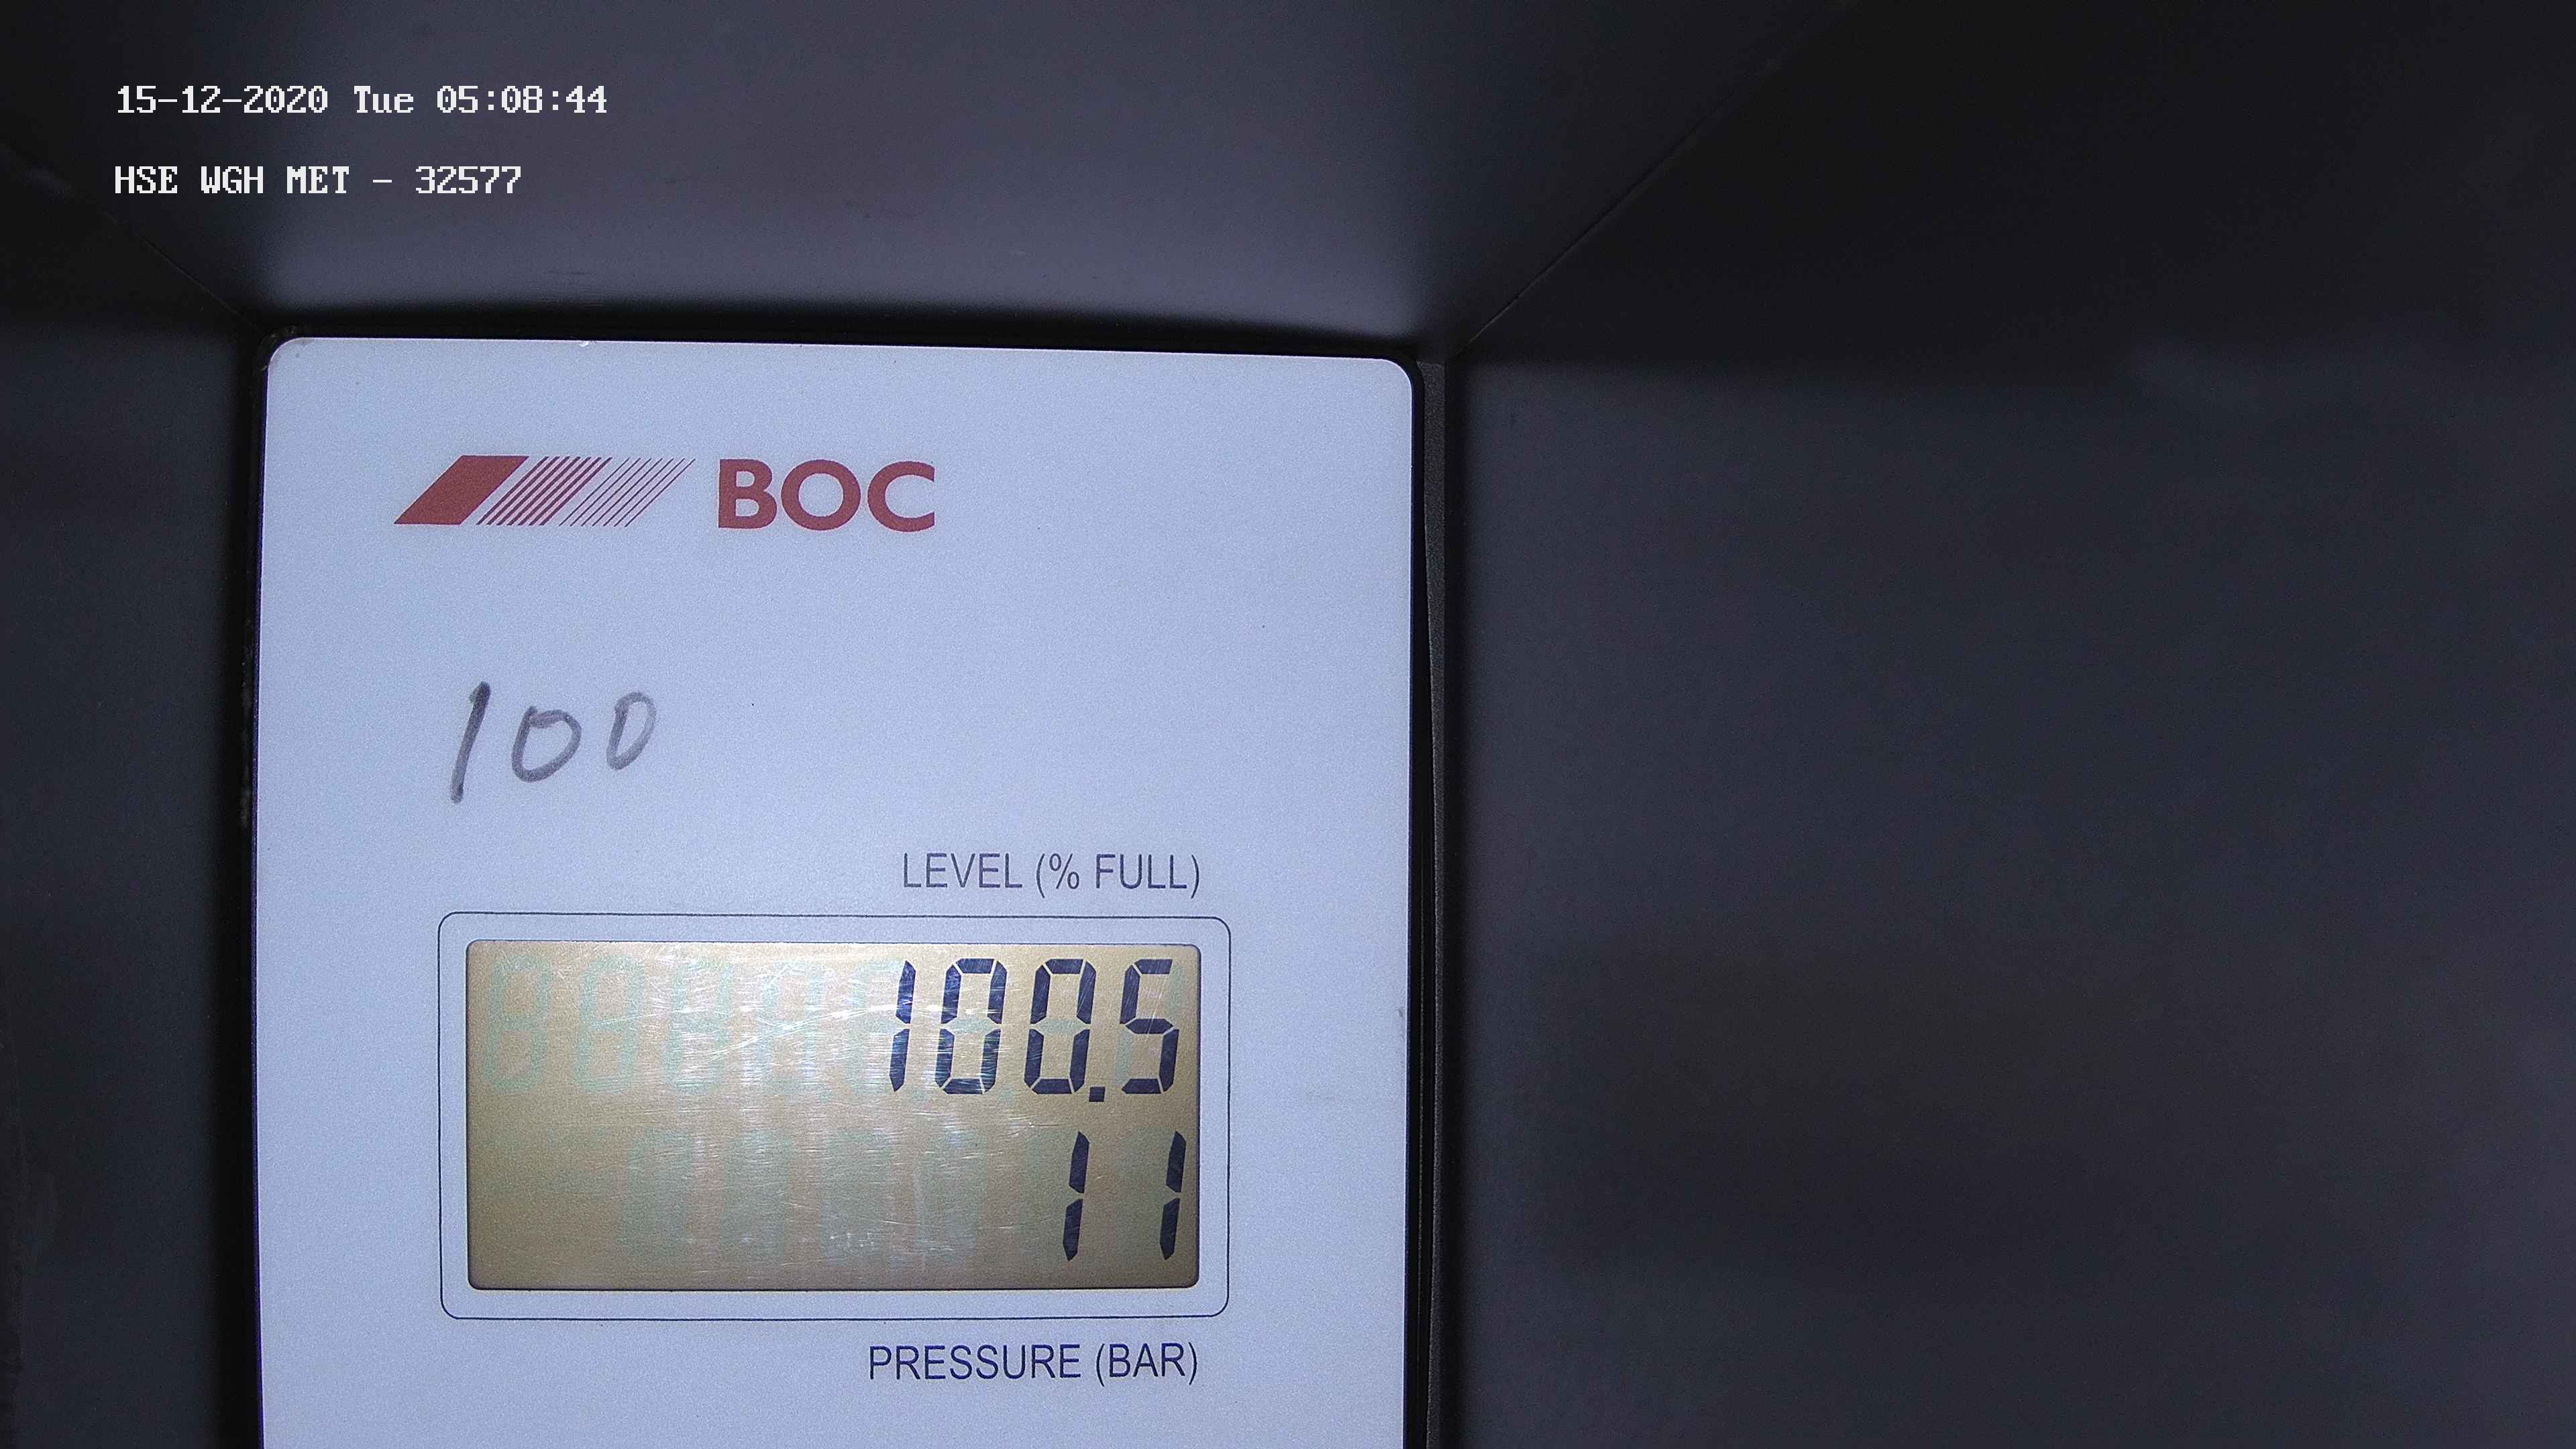 15-12-2020 Tue 05:08:44
HSE WGH MET - 32577
BOC
100
LEVEL (% FULL)
100.5
11
PRESSURE (BAR)